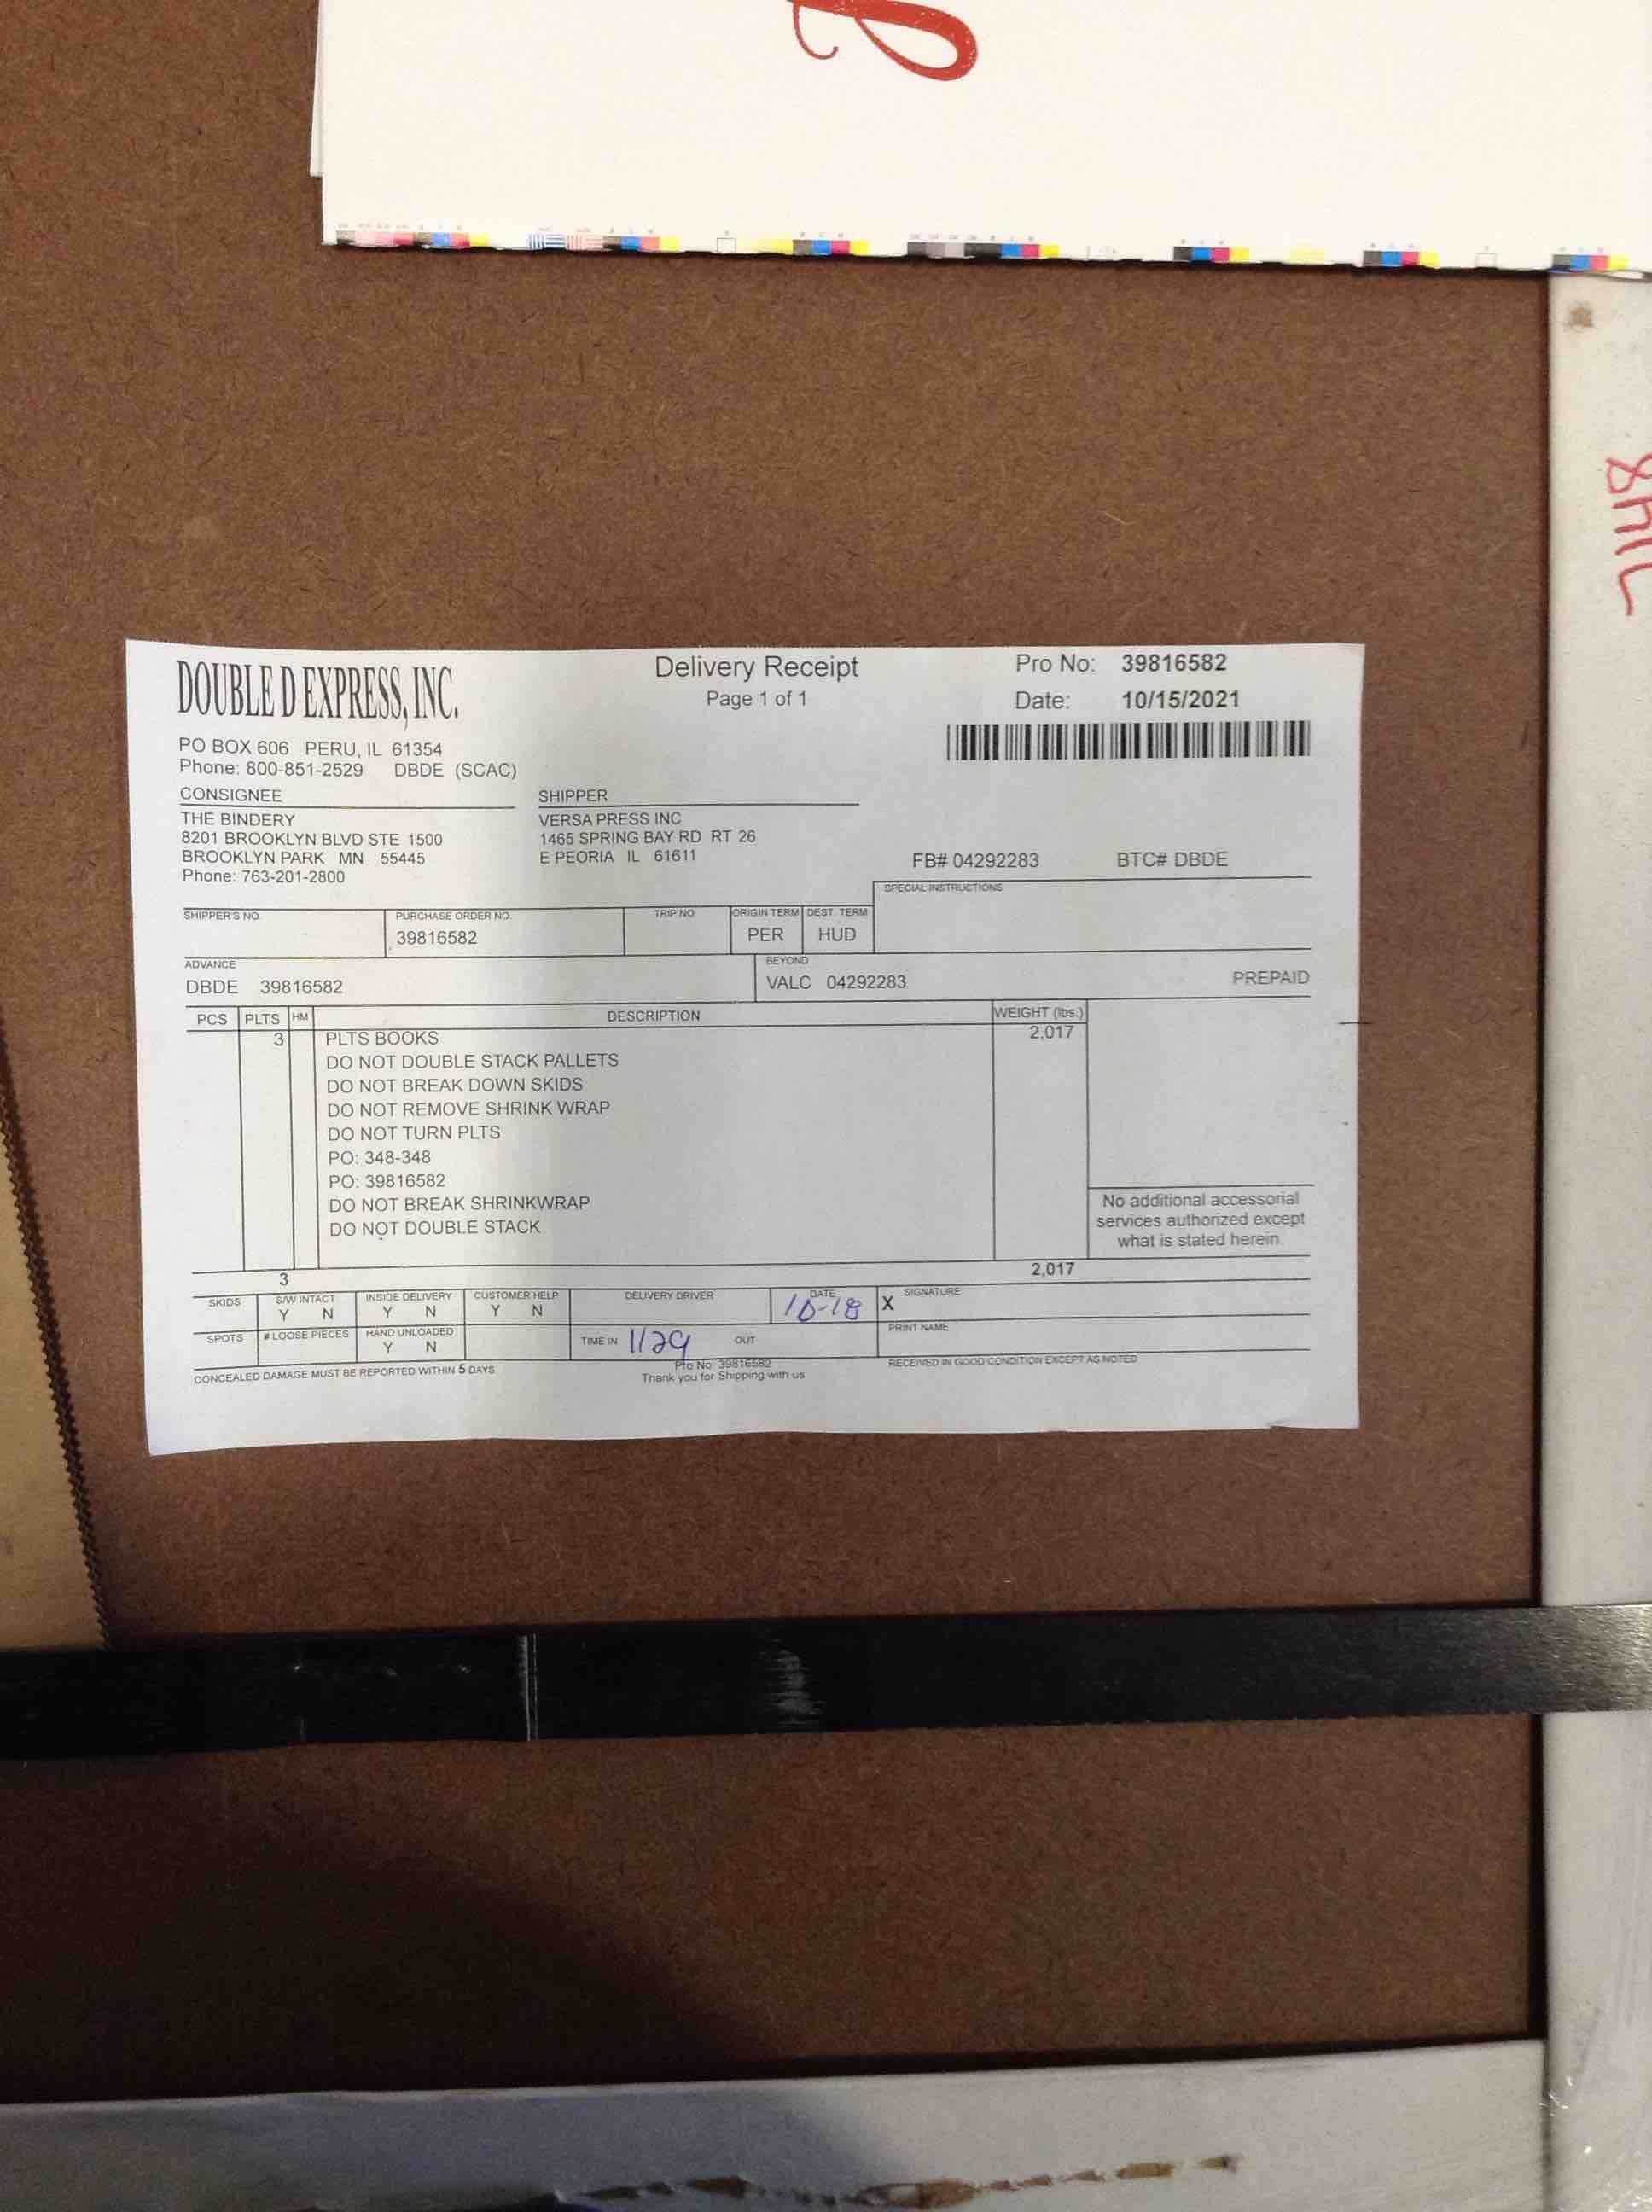 DOUBLE D EXPRESS, INC.
Delivery Receipt
Page 1 of 1
Pro No: 39816582
Date: 10/15/2021
PO BOX 606 PERU, IL 61354
Phone: 800-851-2529 DBDE (SCAC)
CONSIGNEE
THE BINDERY
8201 BROOKLYN BLVD STE 1500
BROOKLYN PARK MN 55445
Phone: 763-201-2800
SHIPPER
VERSA PRESS INC
1465 SPRING BAY RD RT 26
E PEORIA IL 61611
FB# 04292283 BTC# DBDE
SPECIAL INSTRUCTIONS
SHIPPER'S NO.
PURCHASE ORDER NO.
39816582
TRIP NO
ORIGIN TERM
PER
DEST. TERM
HUD
ADVANCE
DBDE 39816582
BEYOND
VALC 04292283
PREPAID
PCS PLTS HM DESCRIPTION WEIGHT (lbs.)
3 PLTS BOOKS 2,017
DO NOT DOUBLE STACK PALLETS
DO NOT BREAK DOWN SKIDS
DO NOT REMOVE SHRINK WRAP
DO NOT TURN PLTS
PO: 348-348
PO: 39816582
DO NOT BREAK SHRINKWRAP
DO NOT DOUBLE STACK
No additional accessorial
services authorized except
what is stated herein.
3 2,017
SKIDS
S/W INTACT
Y N
INSIDE DELIVERY
Y N
CUSTOMER HELP
Y N
DELIVERY DRIVER
DATE
10-18
SIGNATURE
X
SPOTS
# LOOSE PIECES
HAND UNLOADED
Y N
TIME IN 1129 OUT
PRINT NAME
CONCEALED DAMAGE MUST BE REPORTED WITHIN 5 DAYS
Pro No 39816582
Thank you for Shipping with us
RECEIVED IN GOOD CONDITION EXCEPT AS NOTED